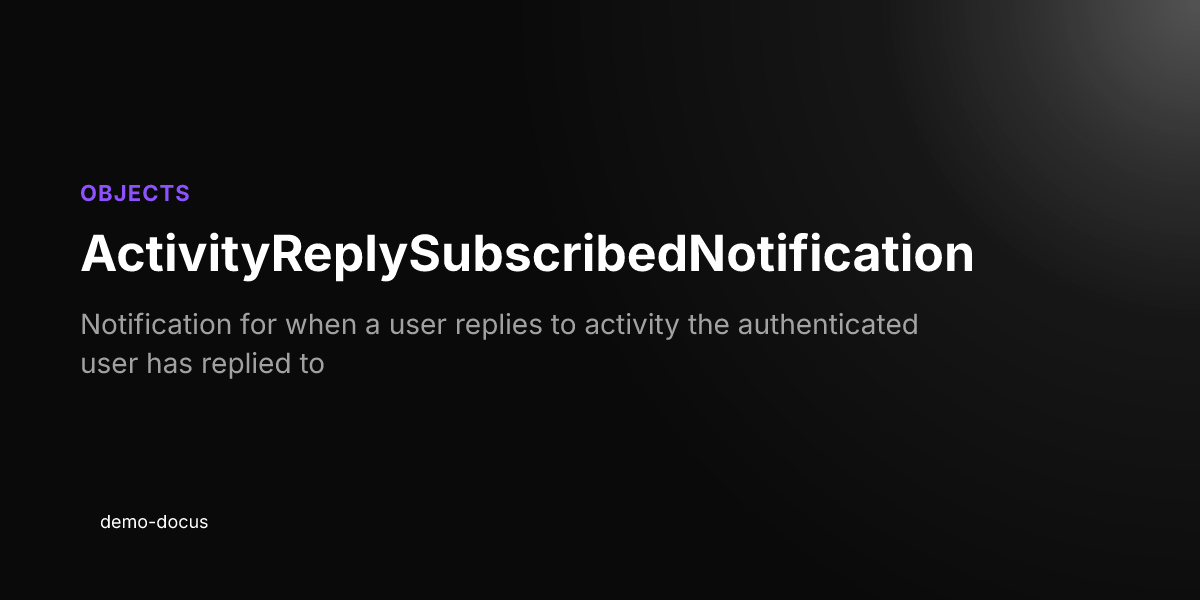 OBJECTS
ActivityReplySubscribedNotification
Notification for when a user replies to activity the authenticated
user has replied to
demo-docus